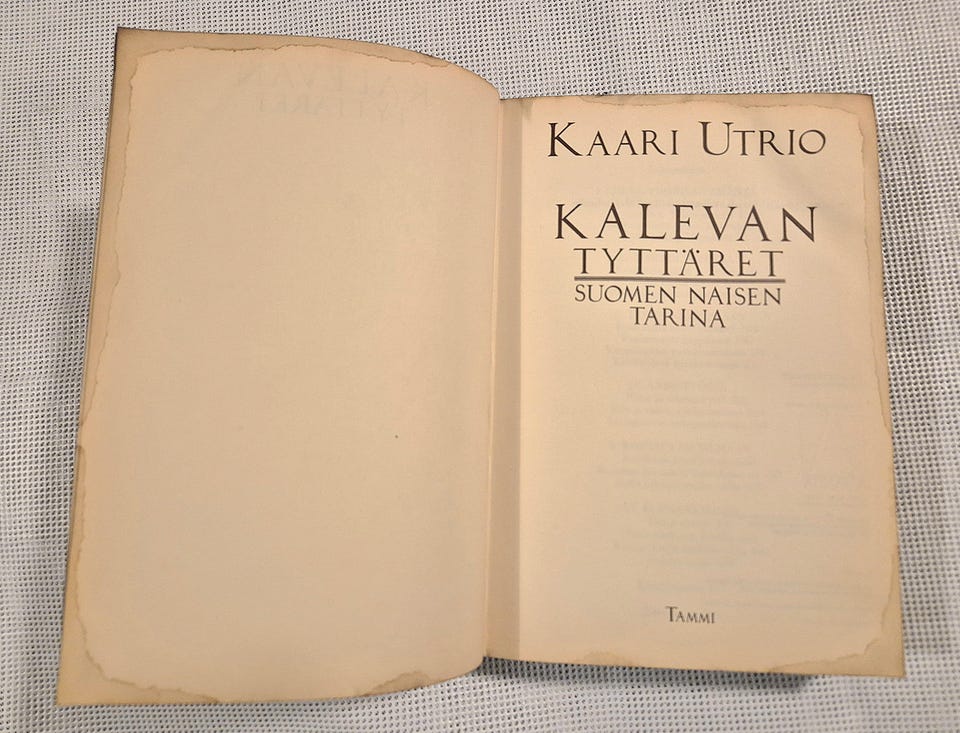 KAARI UTRIO
KALEVAN
TYTTÄRET
SUOMEN NAISEN
TARINA
TAMMI